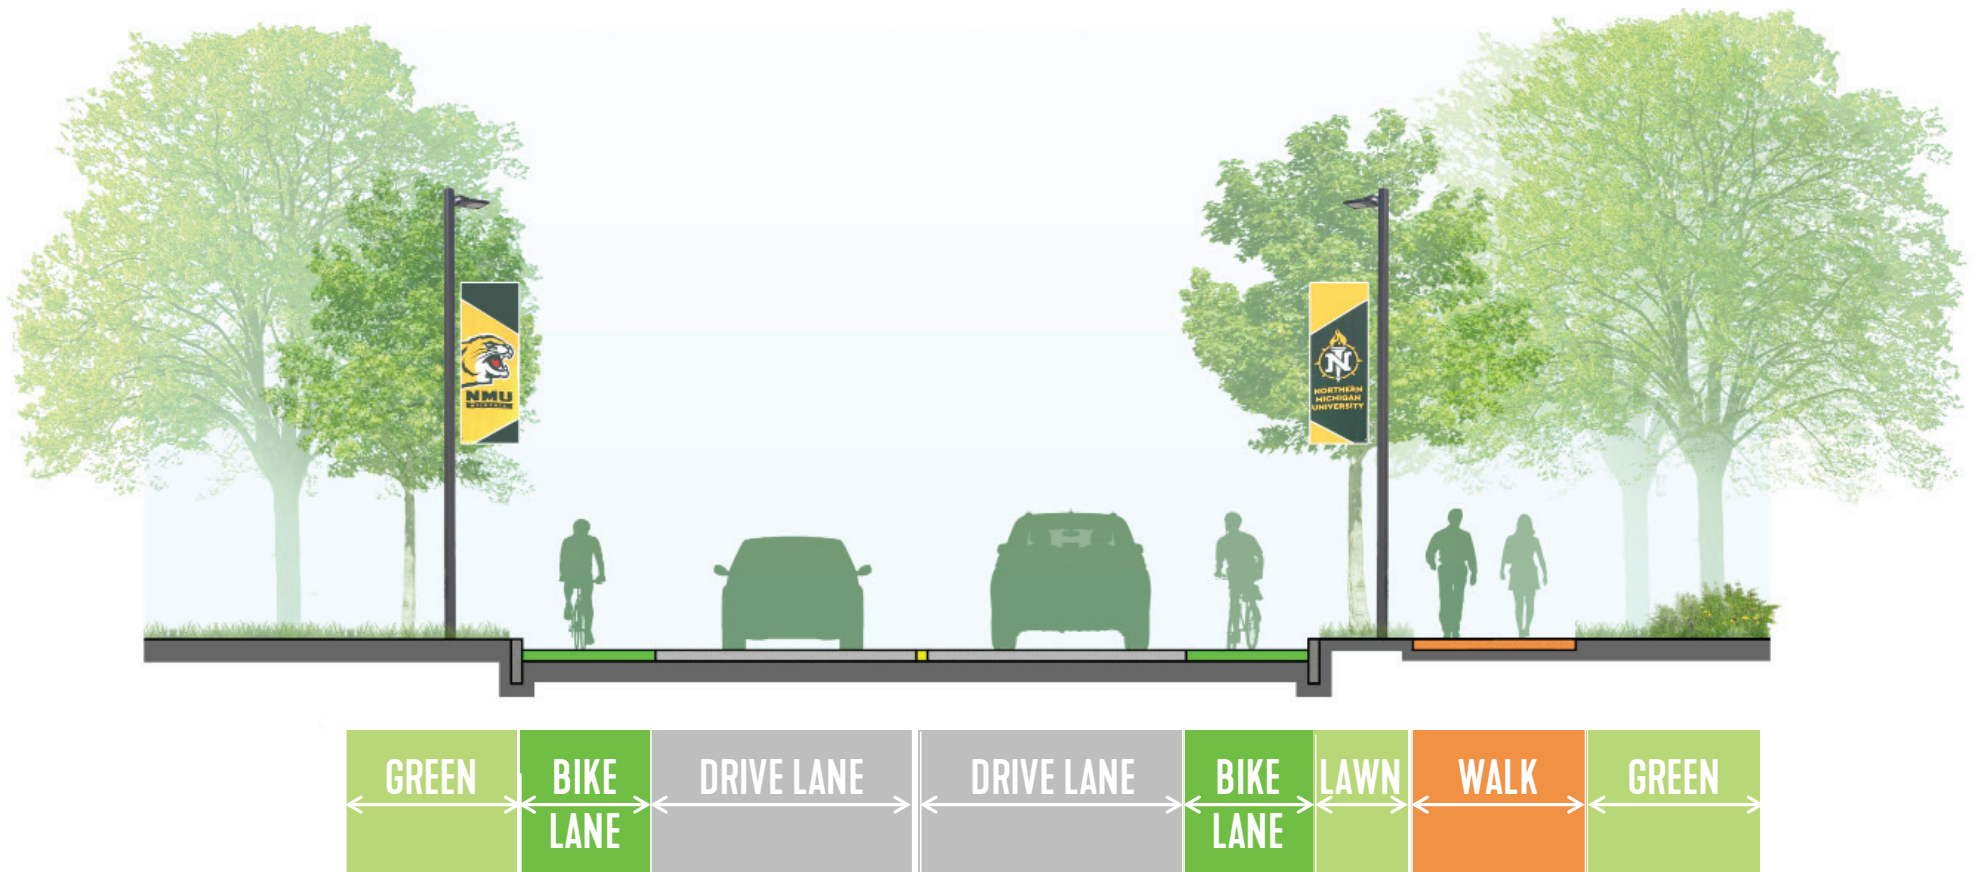 NMU
NORTHERN
MICHIGAN
UNIVERSITY
GREEN
BIKE
LANE
DRIVE LANE
DRIVE LANE
BIKE
LANE
LAWN
WALK
GREEN